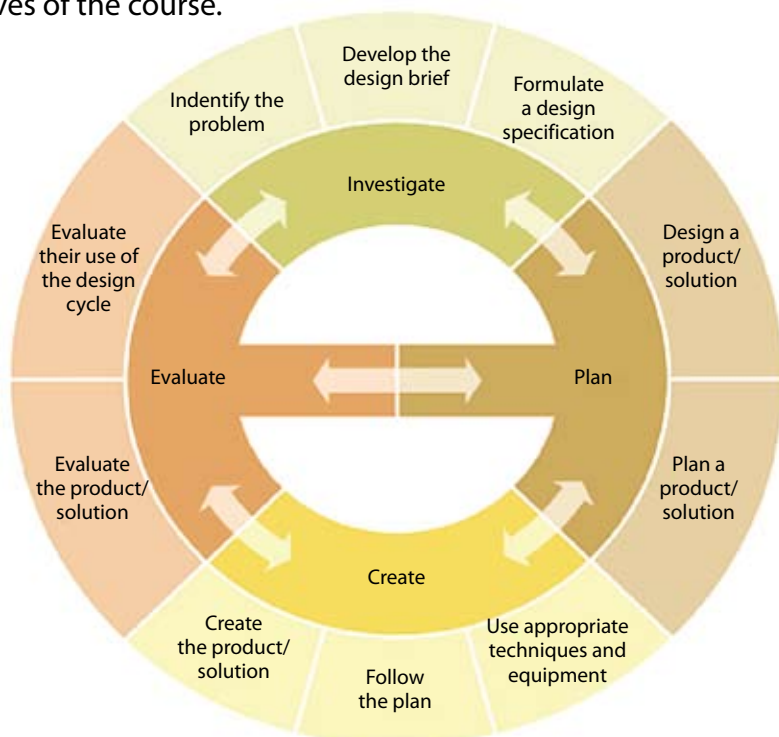 ves of the course.
Develop the
design brief
Indentify the
problem
Formulate
a design
specification
Investigate
Evaluate
their use of
the design
cycle
Design a
product/
solution
Evaluate
Plan
Evaluate
the product/
solution
Plan a
product/
solution
Create
Create
the product/
solution
Follow
the plan
Use appropriate
techniques and
equipment